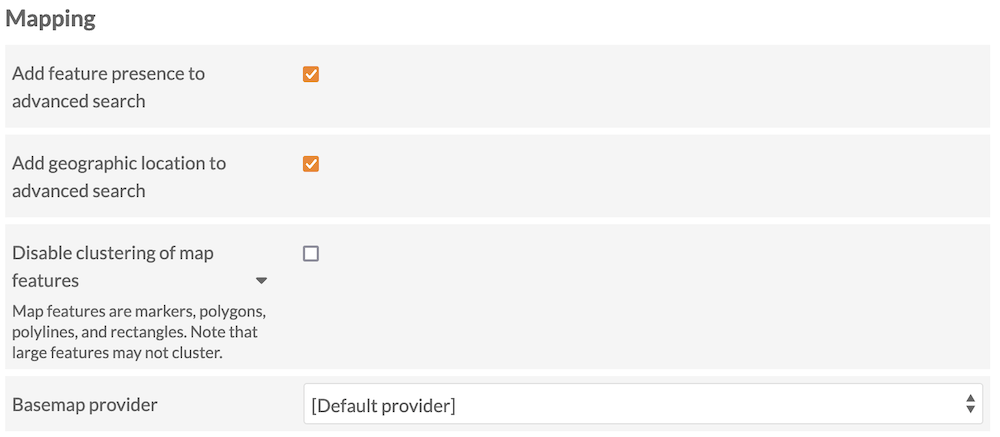 Mapping
Add feature presence to
advanced search
Add geographic location to
advanced search
Disable clustering of map
features
Map features are markers, polygons,
polylines, and rectangles. Note that
large features may not cluster.
Basemap provider
[Default provider]